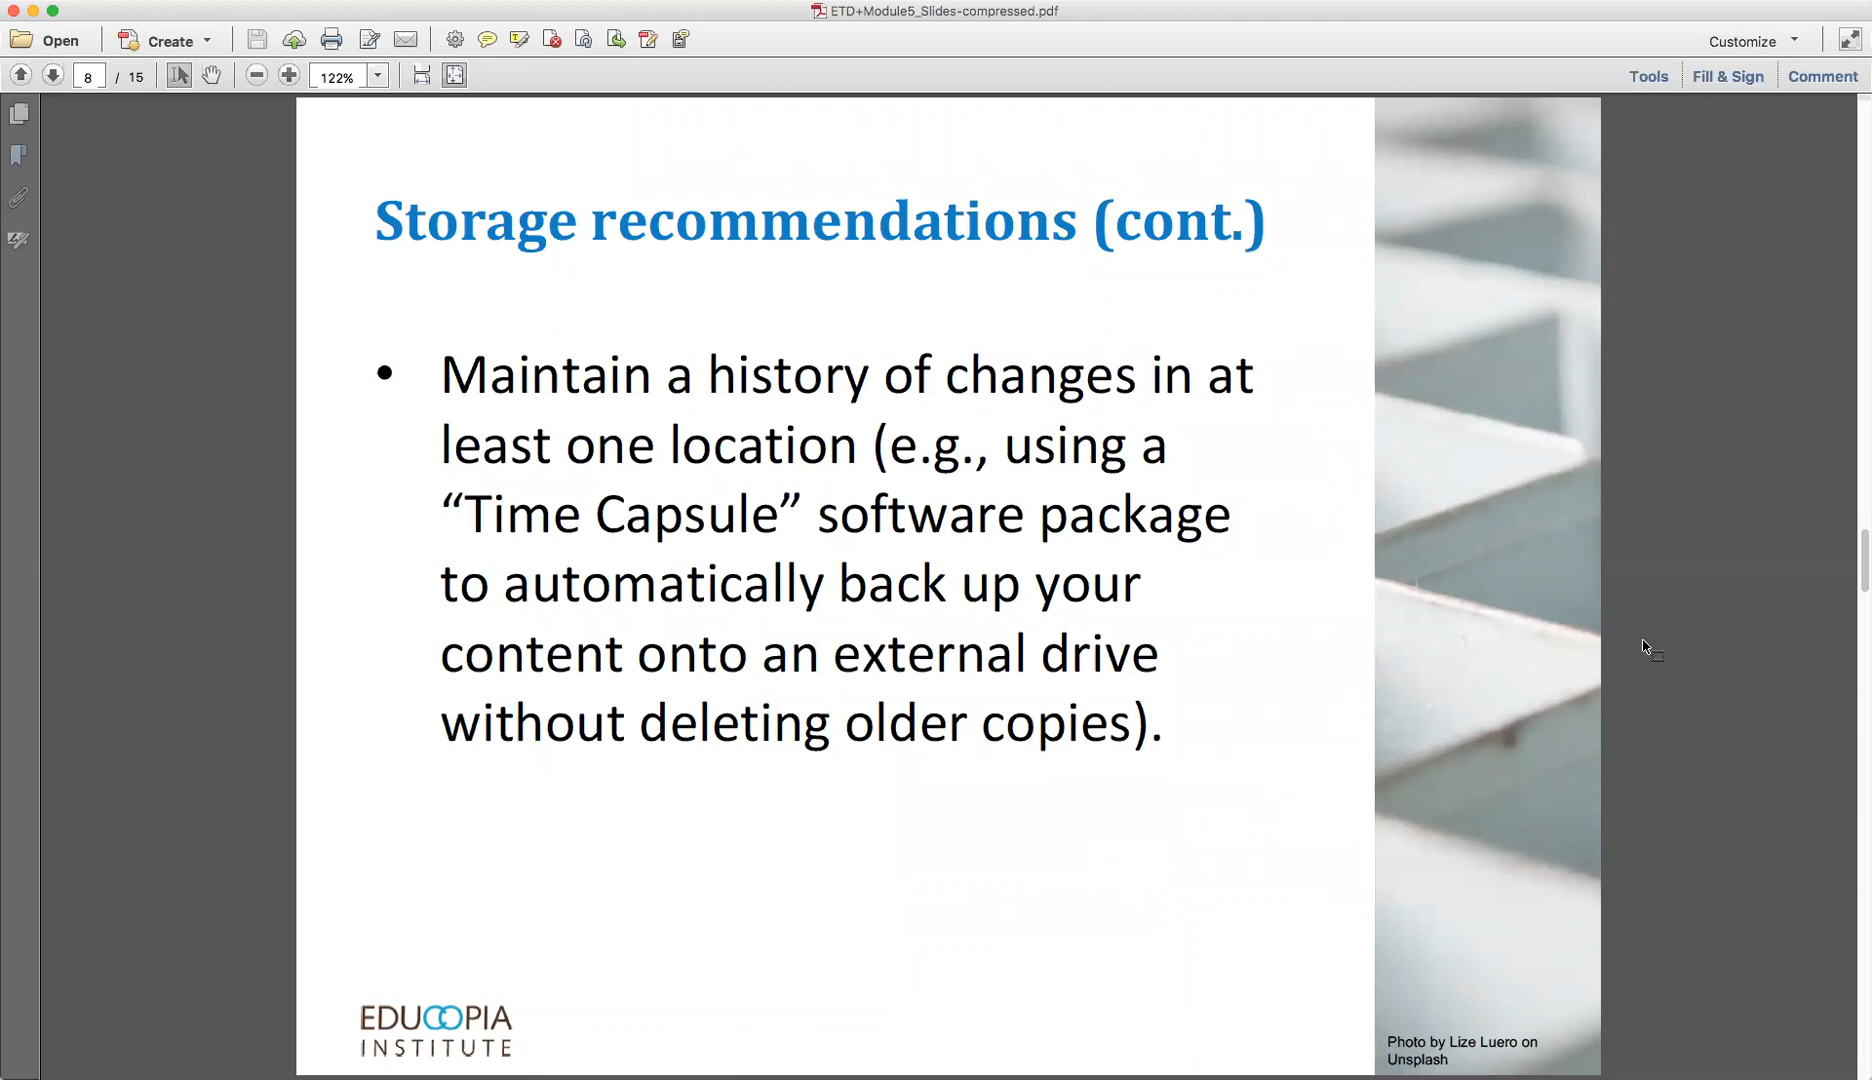 ETD+Module5_Slides-compressed.pdf
Open
Create
Customize
8 / 15
122%
Tools
Fill & Sign
Comment
Storage recommendations (cont.)
• Maintain a history of changes in at
least one location (e.g., using a
“Time Capsule” software package
to automatically back up your
content onto an external drive
without deleting older copies).
EDUCOPIA
INSTITUTE
Photo by Lize Luero on
Unsplash